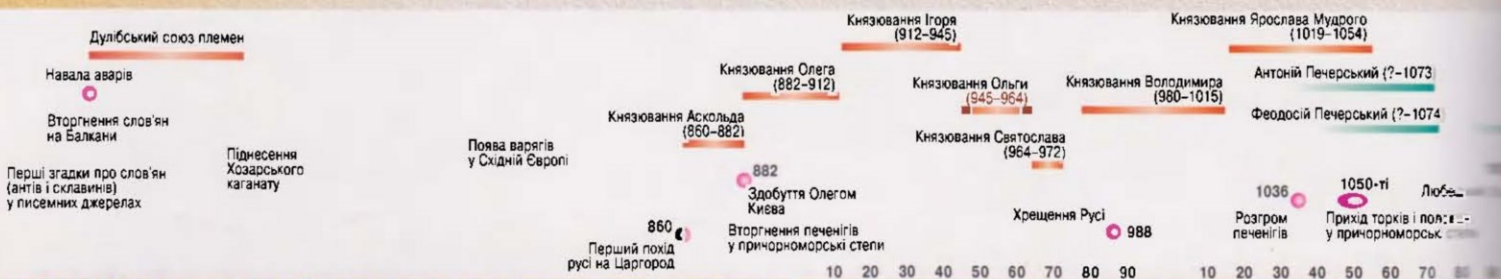 Дулібський союз племен
Навала аварів
Вторгнення слов'ян
на Балкани
Перші згадки про слов'ян
(антів і склавинів)
у писемних джерелах
Піднесення
Хозарського
каганату
Поява варягів
у Східній Європі
Князювання Аскольда
(860–882)
860
Перший похід
русі на Царгород
Князювання Олега
(882–912)
882
Здобуття Олегом
Києва
Вторгнення печенігів
у причорноморські степи
Князювання Ігоря
(912–945)
Князювання Ольги
(945–964)
Князювання Святослава
(964–972)
Князювання Володимира
(980–1015)
Хрещення Русі
988
Князювання Ярослава Мудрого
(1019–1054)
Антоній Печерський (?–1073)
Феодосій Печерський (?–1074)
1036
Розгром
печенігів
1050-ті
Прихід торків і
у причорноморськ
10 20 30 40 50 60 70 80 90 10 20 30 40 50 60 70